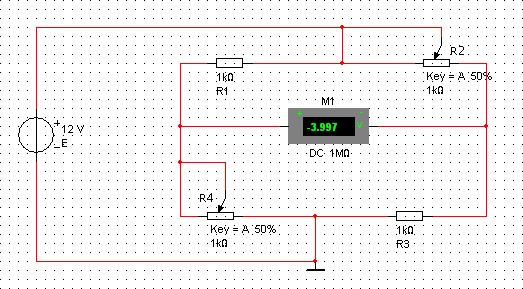 R2
Key = A 50%
1kΩ
1kΩ
R1
M1
+ -
-3.997 V
12 V
+
_E
DC 1MΩ
R4
Key = A 50%
1kΩ
1kΩ
R3